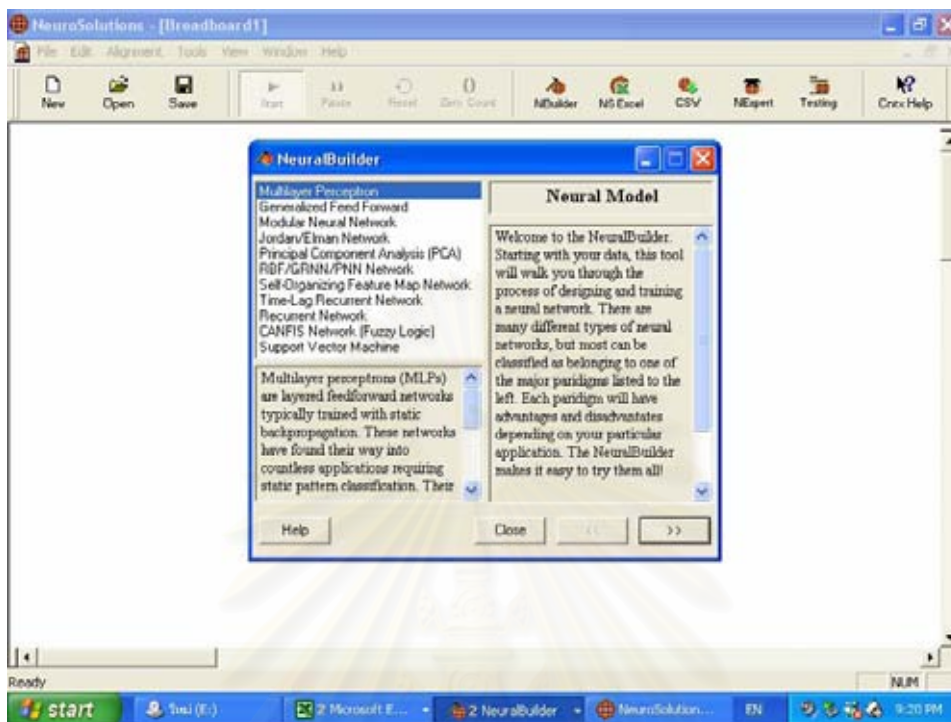 NeuroSolutions - [Breadboard1]
File Edit Alignment Tools View Window Help
New Open Save Start Pause Reset Zero Count NBuilder NS Excel CSV NExpert Testing Cntx Help
NeuralBuilder
Multilayer Perceptron
Generalized Feed Forward
Modular Neural Network
Jordan/Elman Network
Principal Component Analysis (PCA)
RBF/GRNN/PNN Network
Self-Organizing Feature Map Network
Time-Lag Recurrent Network
Recurrent Network
CANFIS Network (Fuzzy Logic)
Support Vector Machine
Multilayer perceptrons (MLPs)
are layered feedforward networks
typically trained with static
backpropagation. These networks
have found their way into
countless applications requiring
static pattern classification. Their
Neural Model
Welcome to the NeuralBuilder.
Starting with your data, this tool
will walk you through the
process of designing and training
a neural network. There are
many different types of neural
networks, but most can be
classified as belonging to one of
the major paridigms listed to the
left. Each paridigm will have
advantages and disadvantates
depending on your particular
application. The NeuralBuilder
makes it easy to try them all!
Help Close << >>
Ready NUM
start ใหม่ (E:) 2 Microsoft E... 2 NeuralBuilder NeuroSolution... EN 9:20 PM